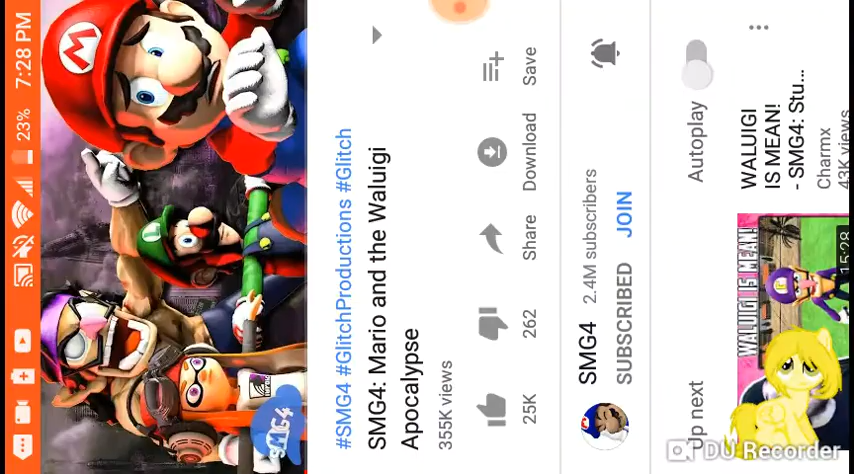 23% 7:28 PM
M
L
SMG4
#SMG4 #GlitchProductions #Glitch
SMG4: Mario and the Waluigi
Apocalypse
355K views
25K
262
Share
Download
Save
SMG4 2.4M subscribers
SUBSCRIBED JOIN
Up next
Autoplay
WALUIGI IS MEAN!
15:28
WALUIGI
IS MEAN!
- SMG4: Stu...
Charmx
43K views
DU Recorder